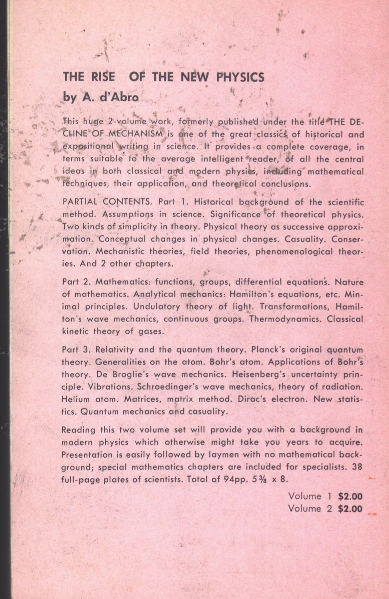 THE RISE OF THE NEW PHYSICS
by A. d'Abro
This huge 2 volume work, formerly published under the title THE DE-
CLINE OF MECHANISM is one of the great classics of historical and
expositional writing in science. It provides a complete coverage, in
terms suitable to the average intelligent reader, of all the central
ideas in both classical and modern physics, including mathematical
techniques, their application, and theoretical conclusions.
PARTIAL CONTENTS. Part 1. Historical background of the scientific
method. Assumptions in science. Significance of theoretical physics.
Two kinds of simplicity in theory. Physical theory as successive approxi-
mation. Conceptual changes in physical changes. Casuality. Conser-
vation. Mechanistic theories, field theories, phenomenological theor-
ies. And 2 other chapters.
Part 2. Mathematics: functions, groups, differential equations. Nature
of mathematics. Analytical mechanics: Hamilton's equations, etc. Min-
imal principles. Undulatory theory of light. Transformations, Hamil-
ton's wave mechanics, continuous groups. Thermodynamics. Classical
kinetic theory of gases.
Part 3. Relativity and the quantum theory. Planck's original quantum
theory. Generalities on the atom. Bohr's atom. Applications of Bohr's
theory. De Broglie's wave mechanics. Heisenberg's uncertainty prin-
ciple. Vibrations. Schroedinger's wave mechanics, theory of radiation.
Helium atom. Matrices, matrix method. Dirac's electron. New statis-
tics. Quantum mechanics and casuality.
Reading this two volume set will provide you with a background in
modern physics which otherwise might take you years to acquire.
Presentation is easily followed by laymen with no mathematical back-
ground; special mathematics chapters are included for specialists. 38
full-page plates of scientists. Total of 94pp. 5⅜ x 8.
Volume 1 $2.00
Volume 2 $2.00